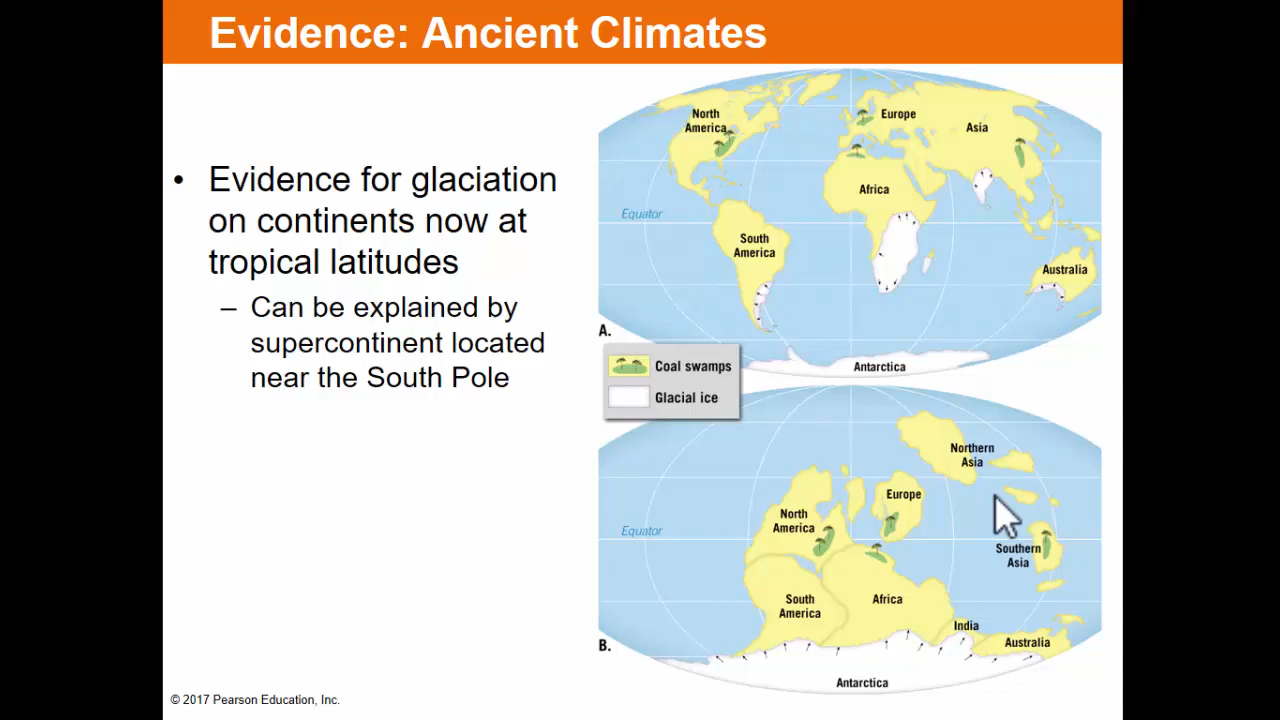 Evidence: Ancient Climates
• Evidence for glaciation
on continents now at
tropical latitudes
– Can be explained by
supercontinent located
near the South Pole
North
America
Europe
Asia
Africa
Equator
South
America
Australia
A.
Antarctica
Coal swamps
Glacial ice
Northern
Asia
Europe
North
America
Equator
Southern
Asia
South
America
Africa
India
Australia
B.
Antarctica
© 2017 Pearson Education, Inc.